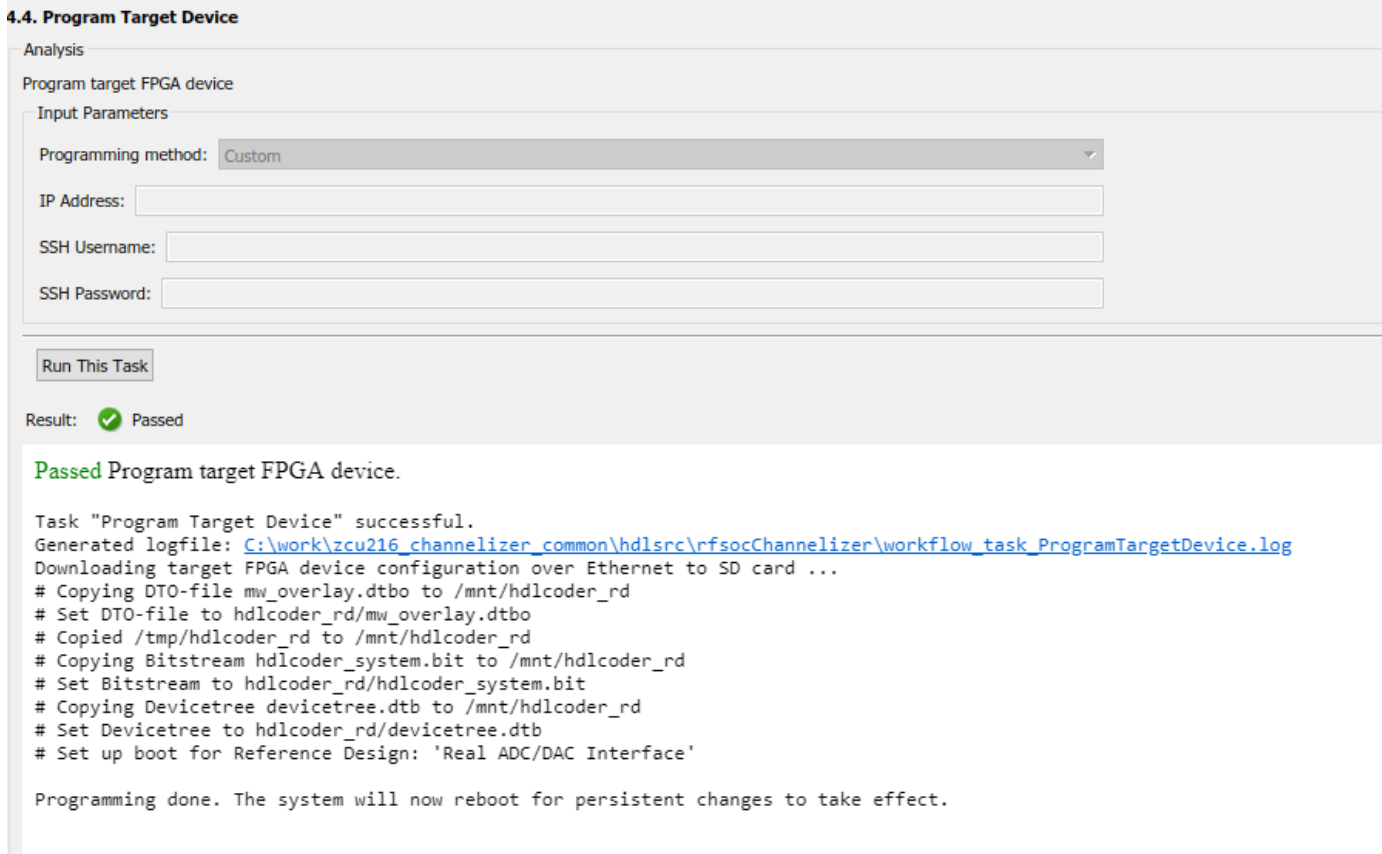 4.4. Program Target Device
Analysis
Program target FPGA device
Input Parameters
Programming method: Custom
IP Address:
SSH Username:
SSH Password:
Run This Task
Result: Passed
Passed Program target FPGA device.
Task "Program Target Device" successful.
Generated logfile: C:\work\zcu216_channelizer_common\hdlsrc\rfsocChannelizer\workflow_task_ProgramTargetDevice.log
Downloading target FPGA device configuration over Ethernet to SD card ...
# Copying DTO-file mw_overlay.dtbo to /mnt/hdlcoder_rd
# Set DTO-file to hdlcoder_rd/mw_overlay.dtbo
# Copied /tmp/hdlcoder_rd to /mnt/hdlcoder_rd
# Copying Bitstream hdlcoder_system.bit to /mnt/hdlcoder_rd
# Set Bitstream to hdlcoder_rd/hdlcoder_system.bit
# Copying Devicetree devicetree.dtb to /mnt/hdlcoder_rd
# Set Devicetree to hdlcoder_rd/devicetree.dtb
# Set up boot for Reference Design: 'Real ADC/DAC Interface'
Programming done. The system will now reboot for persistent changes to take effect.